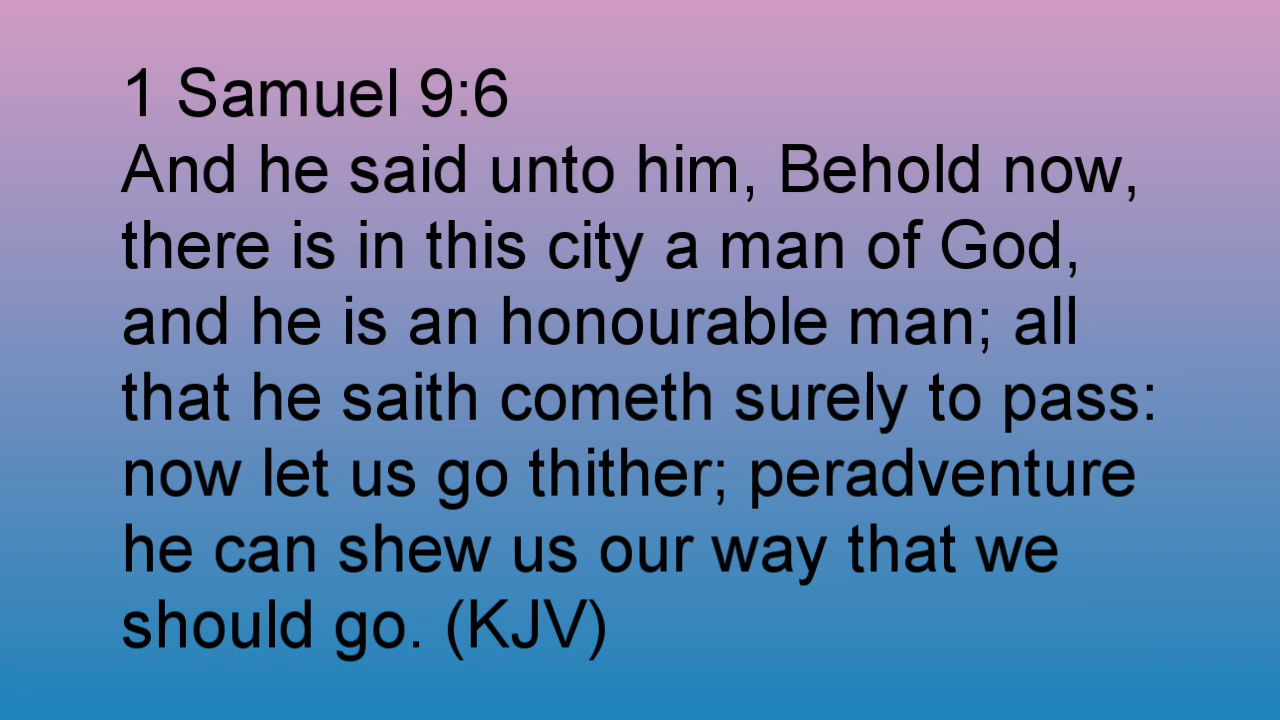 1 Samuel 9:6
And he said unto him, Behold now,
there is in this city a man of God,
and he is an honourable man; all
that he saith cometh surely to pass:
now let us go thither; peradventure
he can shew us our way that we
should go. (KJV)